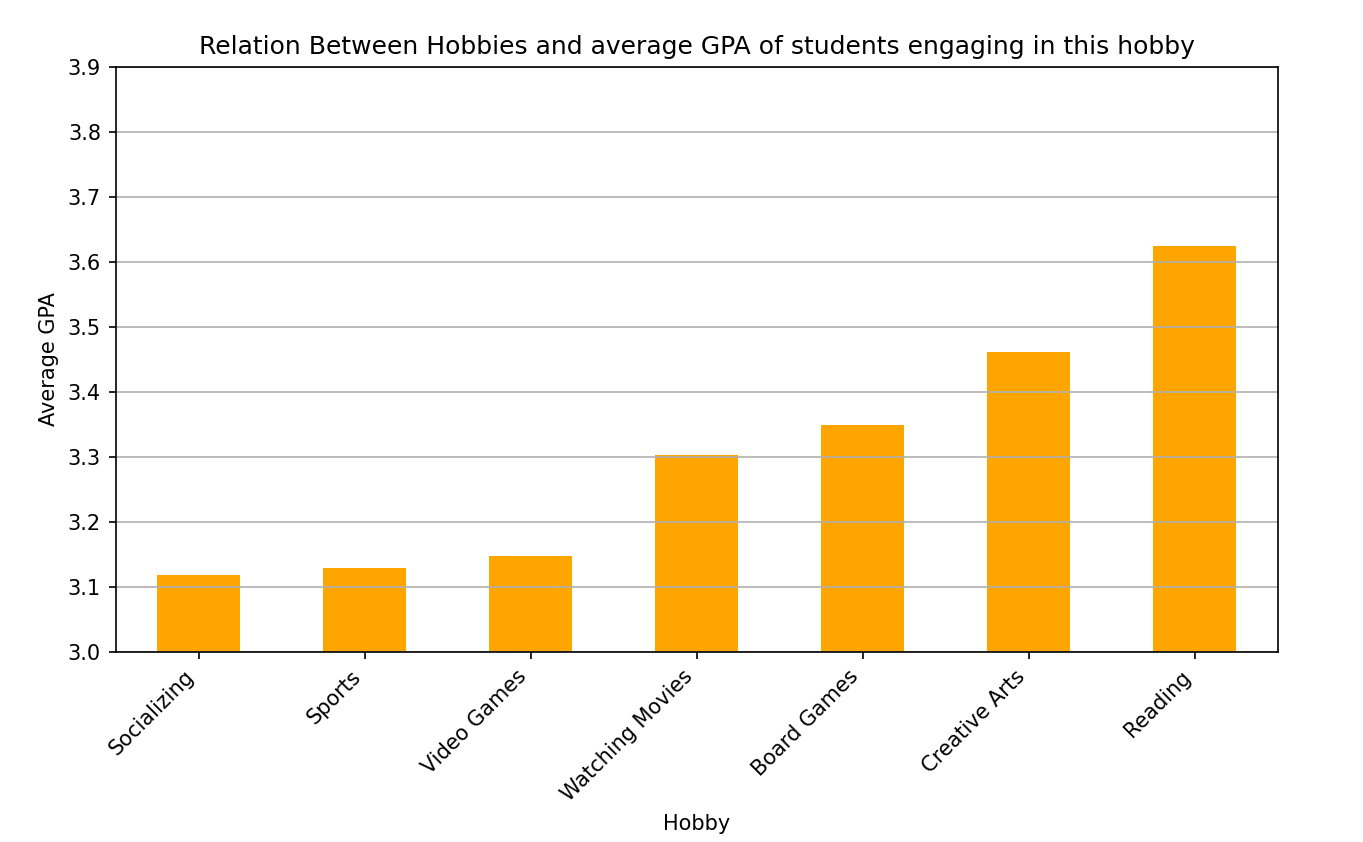 Relation Between Hobbies and average GPA of students engaging in this hobby
3.9
3.8
3.7
3.6
3.5
3.4
3.3
3.2
3.1
3.0
Average GPA
Socializing
Sports
Video Games
Watching Movies
Board Games
Creative Arts
Reading
Hobby